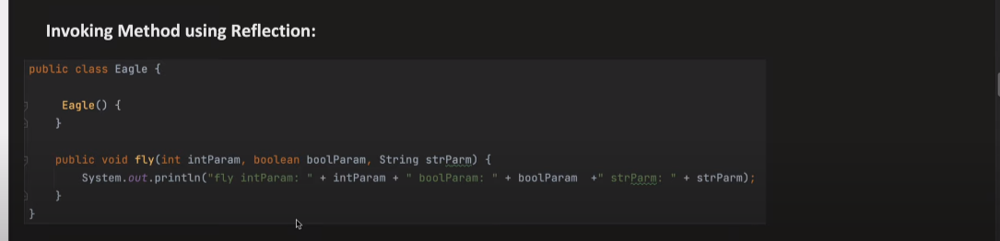 Invoking Method using Reflection:
public class Eagle {
Eagle() {
}
public void fly(int intParam, boolean boolParam, String strParm) {
System.out.println("fly intParam: " + intParam + " boolParam: " + boolParam +" strParm: " + strParm);
}
}